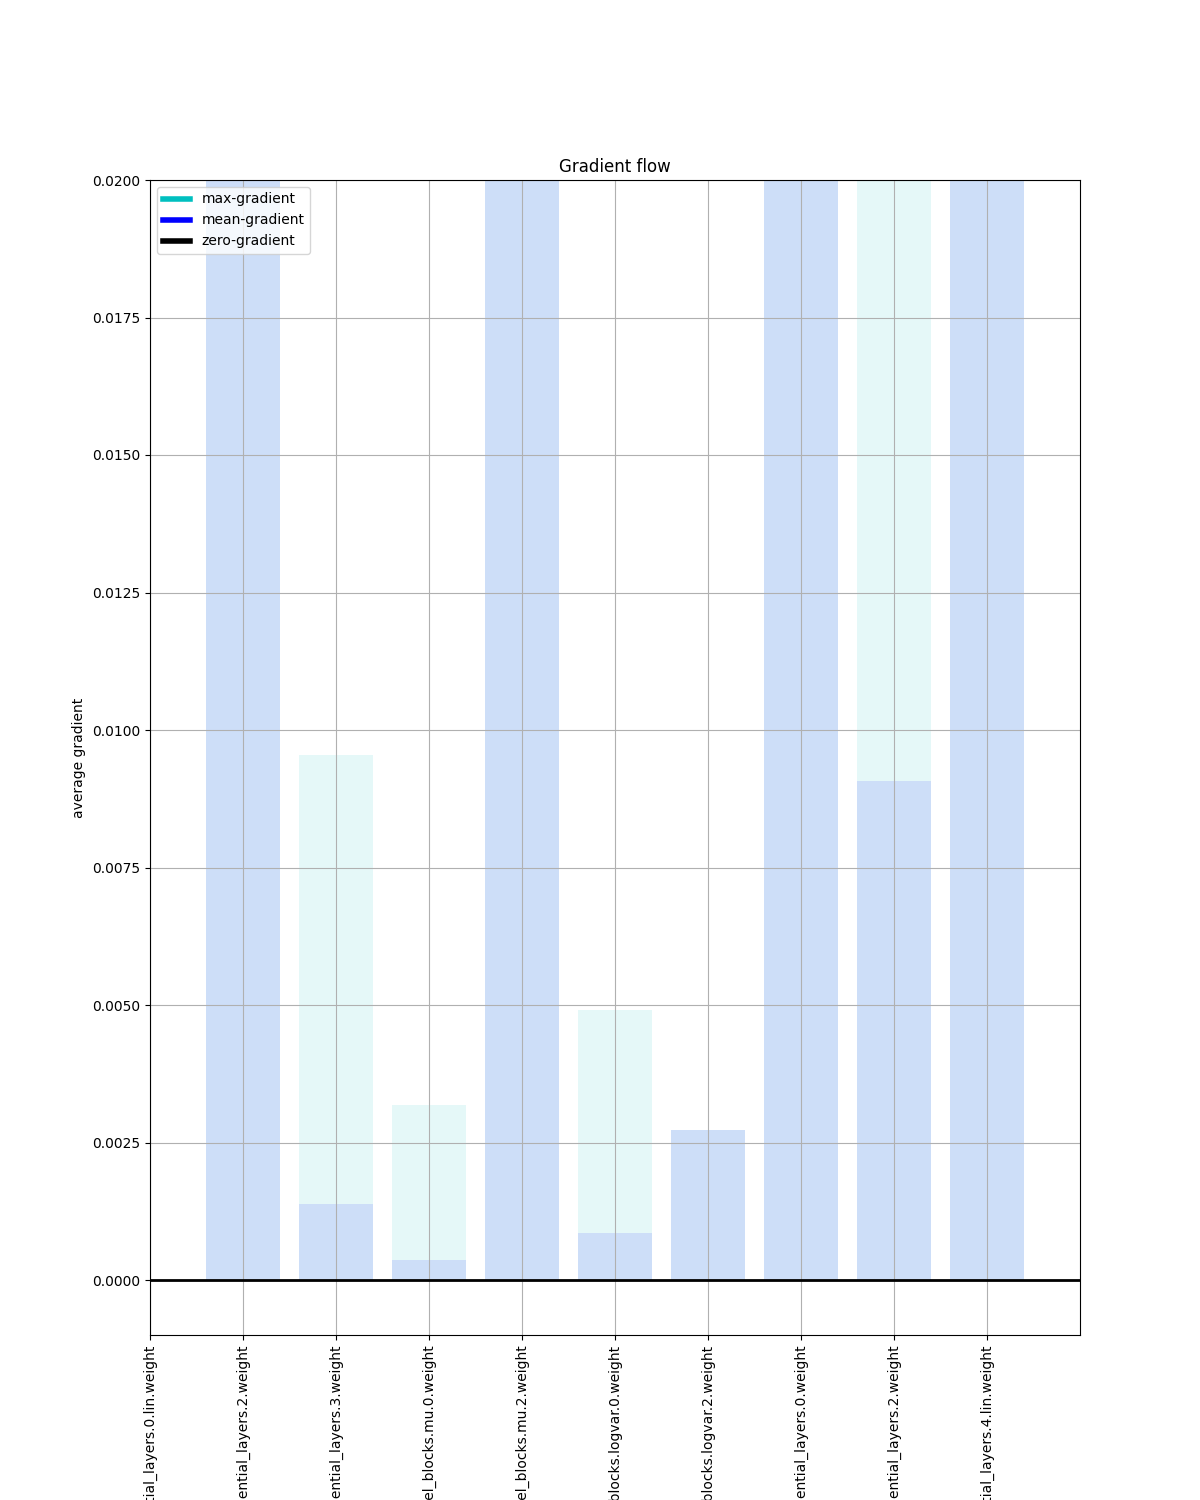 Gradient flow
max-gradient
mean-gradient
zero-gradient
0.0200
0.0175
0.0150
0.0125
0.0100
0.0075
0.0050
0.0025
0.0000
average gradient
tial_layers.0.lin.weight
ential_layers.2.weight
ential_layers.3.weight
el_blocks.mu.0.weight
el_blocks.mu.2.weight
blocks.logvar.0.weight
blocks.logvar.2.weight
ential_layers.0.weight
ential_layers.2.weight
tial_layers.4.lin.weight